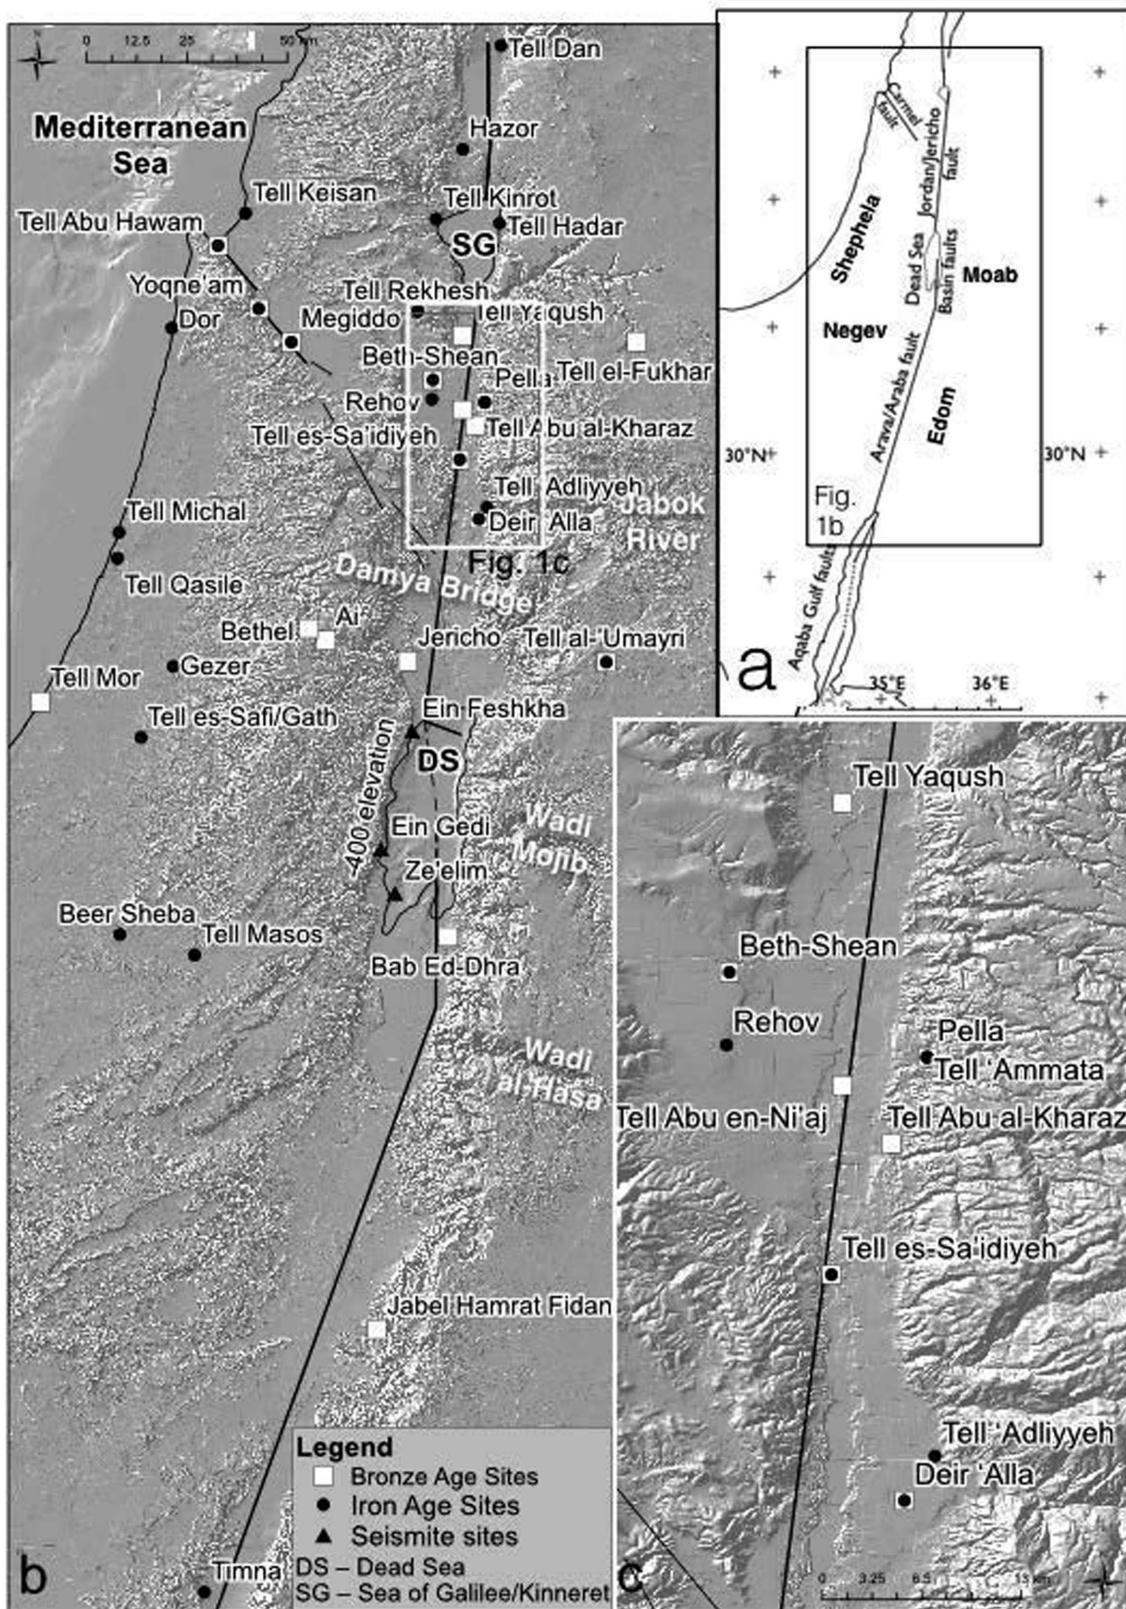 N
0 12.5 25 50 km
Mediterranean
Sea
Tell Dan
Hazor
Tell Keisan
Tell Kinrot
Tell Abu Hawam
Tell Hadar
SG
Yoqne'am
Tell Rekhesh
Dor
Megiddo
Tell Yaqush
Beth-Shean
Pella
Tell el-Fukhar
Rehov
Tell es-Sa'idiyeh
Tell Abu al-Kharaz
Tell 'Adliyyeh
Tell Michal
Deir 'Alla
Jabok
River
Tell Qasile
Fig. 1c
Damya Bridge
Bethel
Ai
Jericho
Tell al-'Umayri
Gezer
Tell Mor
Ein Feshkha
Tell es-Safi/Gath
DS
-400 elevation
Ein Gedi
Wadi
Mojib
Ze'elim
Beer Sheba
Tell Masos
Bab Ed-Dhra
Wadi
al-Hasa
Jabel Hamrat Fidan
Timna
Legend
Bronze Age Sites
Iron Age Sites
Seismite sites
DS – Dead Sea
SG – Sea of Galilee/Kinneret
b
Carmel
fault
Jordan/Jericho
fault
Shephela
Dead Sea
Basin faults
Moab
Negev
Arava/Araba fault
Edom
30°N
30°N
Fig.
1b
Aqaba Gulf faults
a
35°E
36°E
Tell Yaqush
Beth-Shean
Rehov
Pella
Tell 'Ammata
Tell Abu en-Ni'aj
Tell Abu al-Kharaz
Tell es-Sa'idiyeh
Tell 'Adliyyeh
Deir 'Alla
c
0 3.25 6.5 13 km